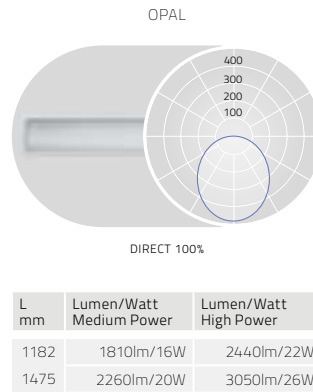 OPAL
400
300
200
100
DIRECT 100%
L mm Lumen/Watt Medium Power Lumen/Watt High Power
1182 1810lm/16W 2440lm/22W
1475 2260lm/20W 3050lm/26W